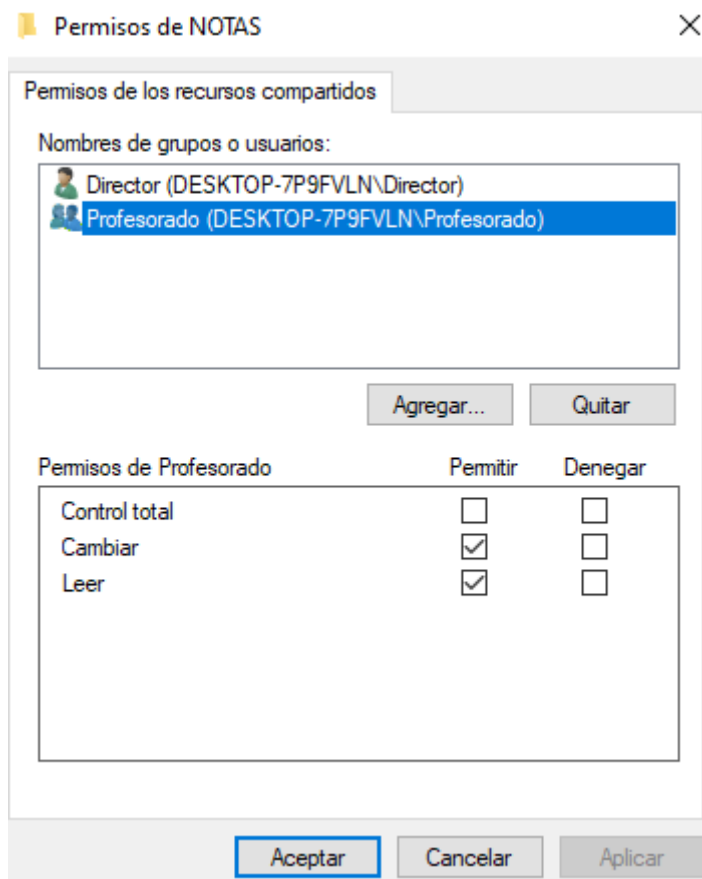 Permisos de NOTAS
Permisos de los recursos compartidos
Nombres de grupos o usuarios:
Director (DESKTOP-7P9FVLN\Director)
Profesorado (DESKTOP-7P9FVLN\Profesorado)
Agregar... Quitar
Permisos de Profesorado Permitir Denegar
Control total
Cambiar
Leer
Aceptar Cancelar Aplicar